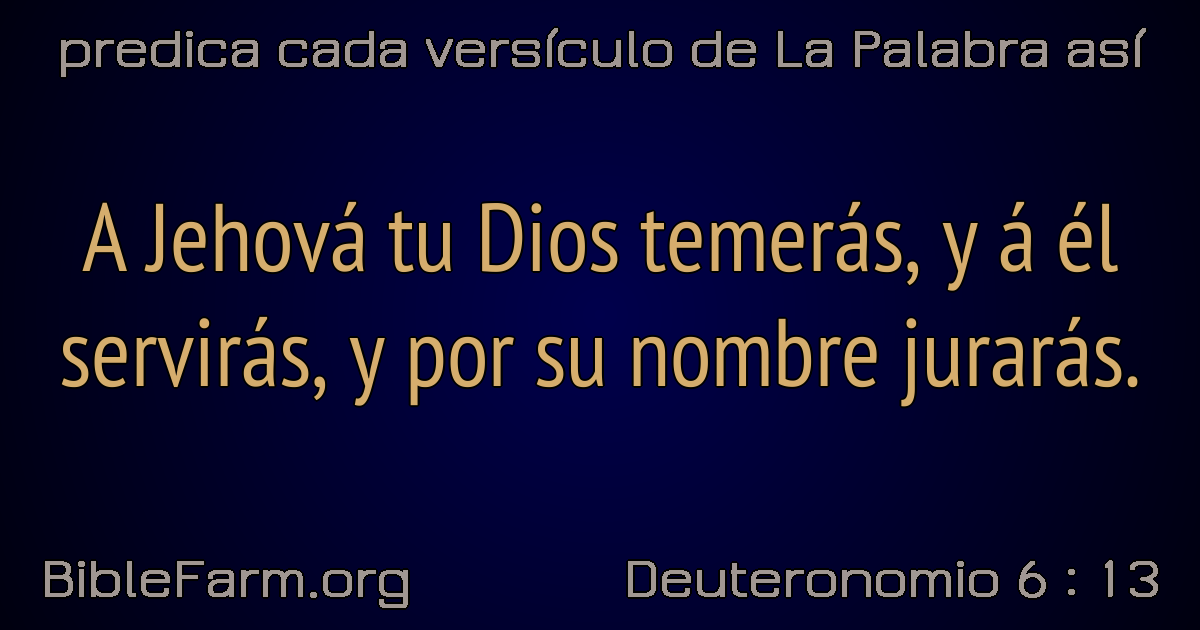 predica cada versículo de La Palabra así
A Jehová tu Dios temerás, y á él
servirás, y por su nombre jurarás.
BibleFarm.org
Deuteronomio 6 : 13